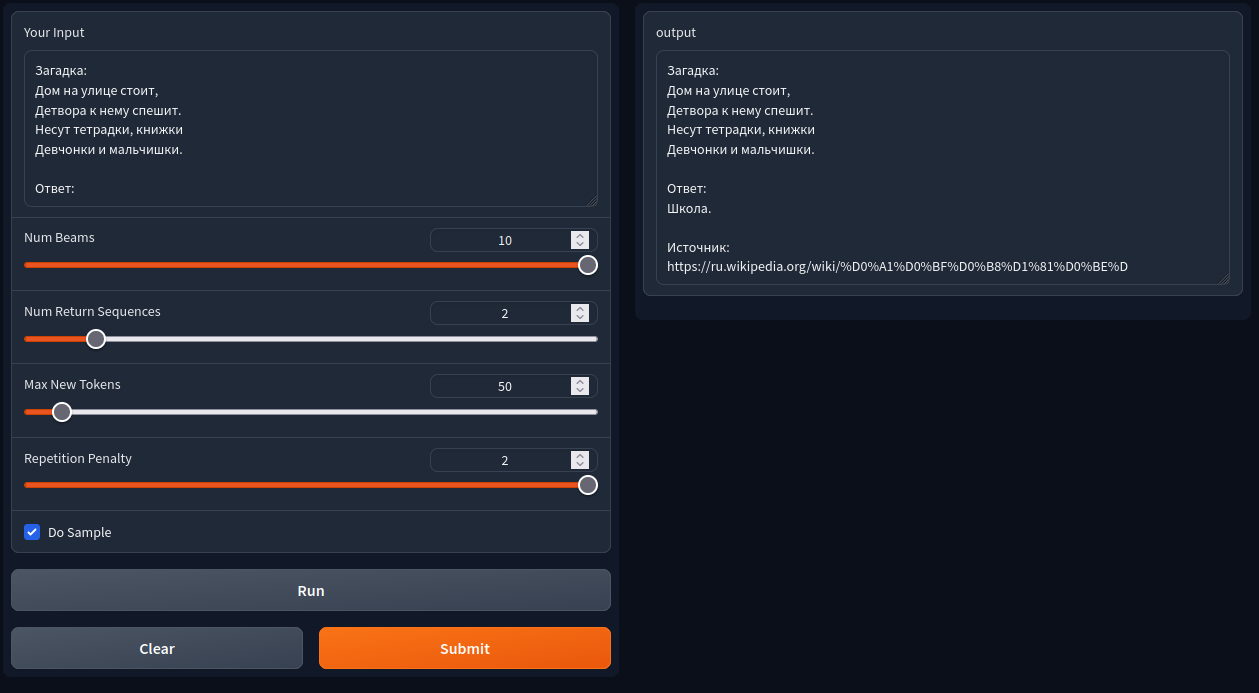 Your Input
Загадка:
Дом на улице стоит,
Детвора к нему спешит.
Несут тетрадки, книжки
Девчонки и мальчишки.
Ответ:
Num Beams
10
Num Return Sequences
2
Max New Tokens
50
Repetition Penalty
2
Do Sample
Run
Clear
Submit
output
Загадка:
Дом на улице стоит,
Детвора к нему спешит.
Несут тетрадки, книжки
Девчонки и мальчишки.
Ответ:
Школа.
Источник:
https://ru.wikipedia.org/wiki/%D0%A1%D0%BF%D0%B8%D1%81%D0%BE%D